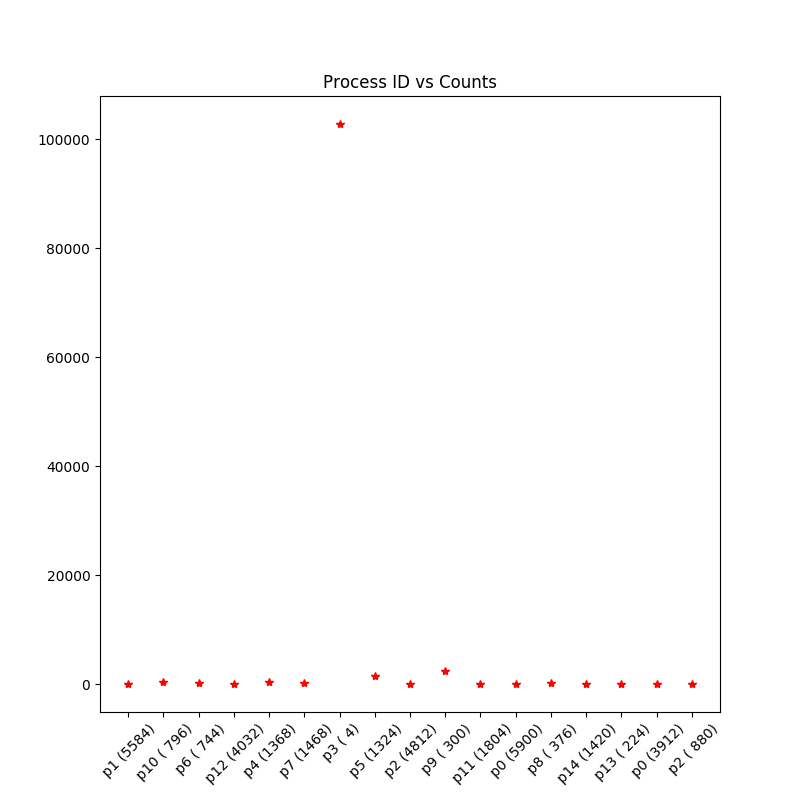 Process ID vs Counts
100000
80000
60000
40000
20000
0
p1 (5584)
p10 ( 796)
p6 ( 744)
p12 (4032)
p4 (1368)
p7 (1468)
p3 ( 4)
p5 (1324)
p2 (4812)
p9 ( 300)
p11 (1804)
p0 (5900)
p8 ( 376)
p14 (1420)
p13 ( 224)
p0 (3912)
p2 ( 880)